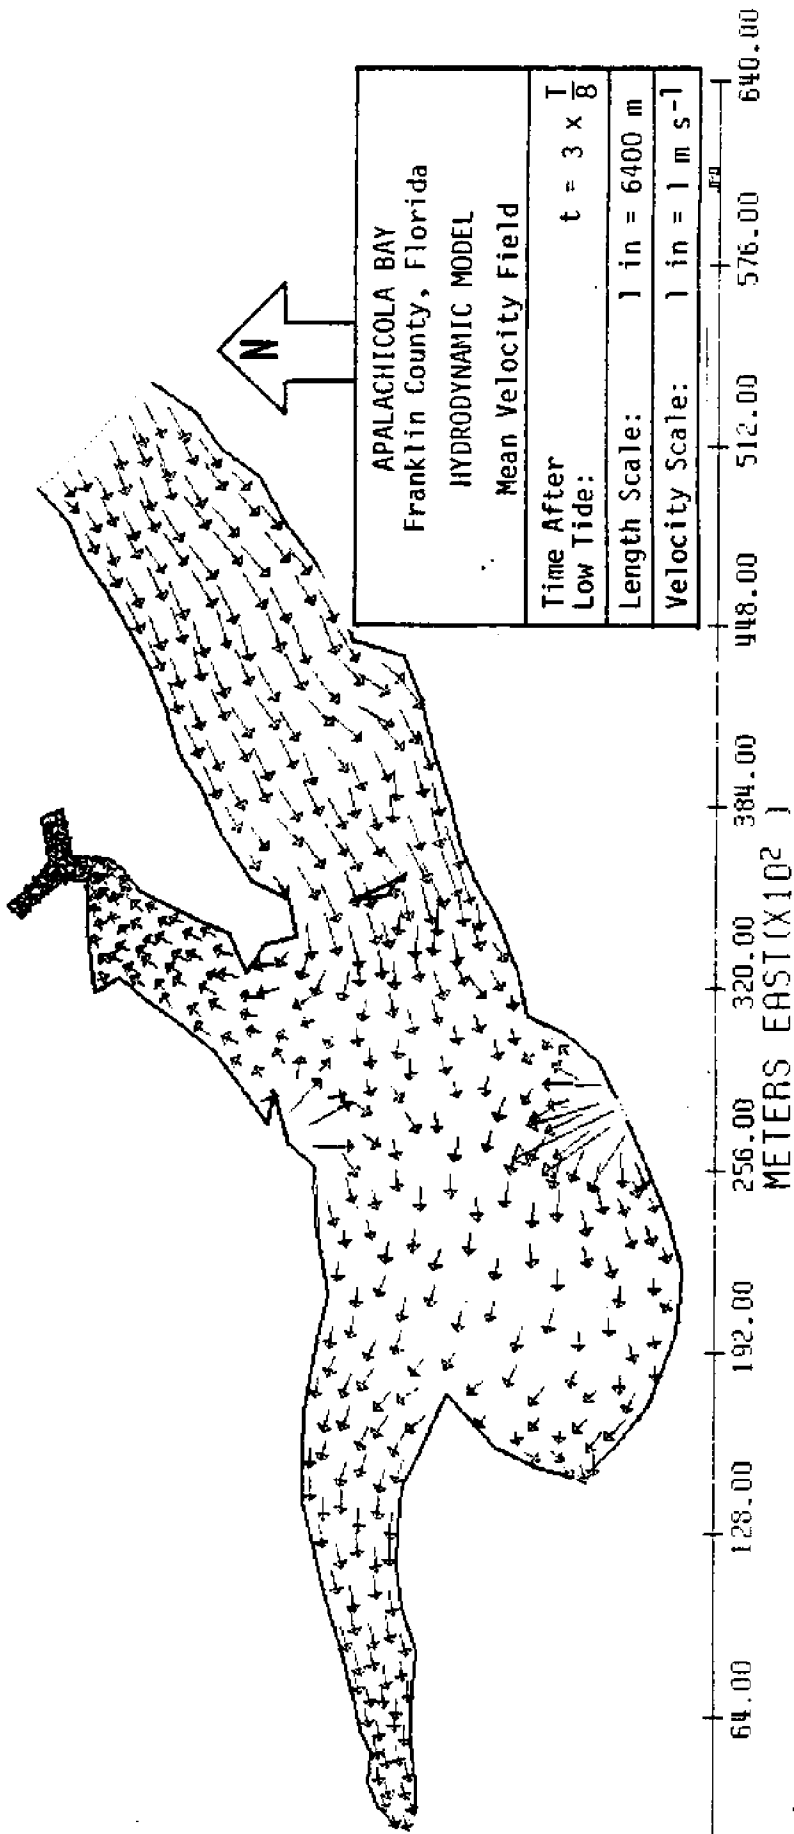 N
APALACHICOLA BAY
Franklin County, Florida
HYDRODYNAMIC MODEL
Mean Velocity Field
Time After
Low Tide: t = 3 x T/8
Length Scale: 1 in = 6400 m
Velocity Scale: 1 in = 1 m s⁻¹
64.00 128.00 192.00 256.00 320.00 384.00 448.00 512.00 576.00 640.00
METERS EAST(X10² )